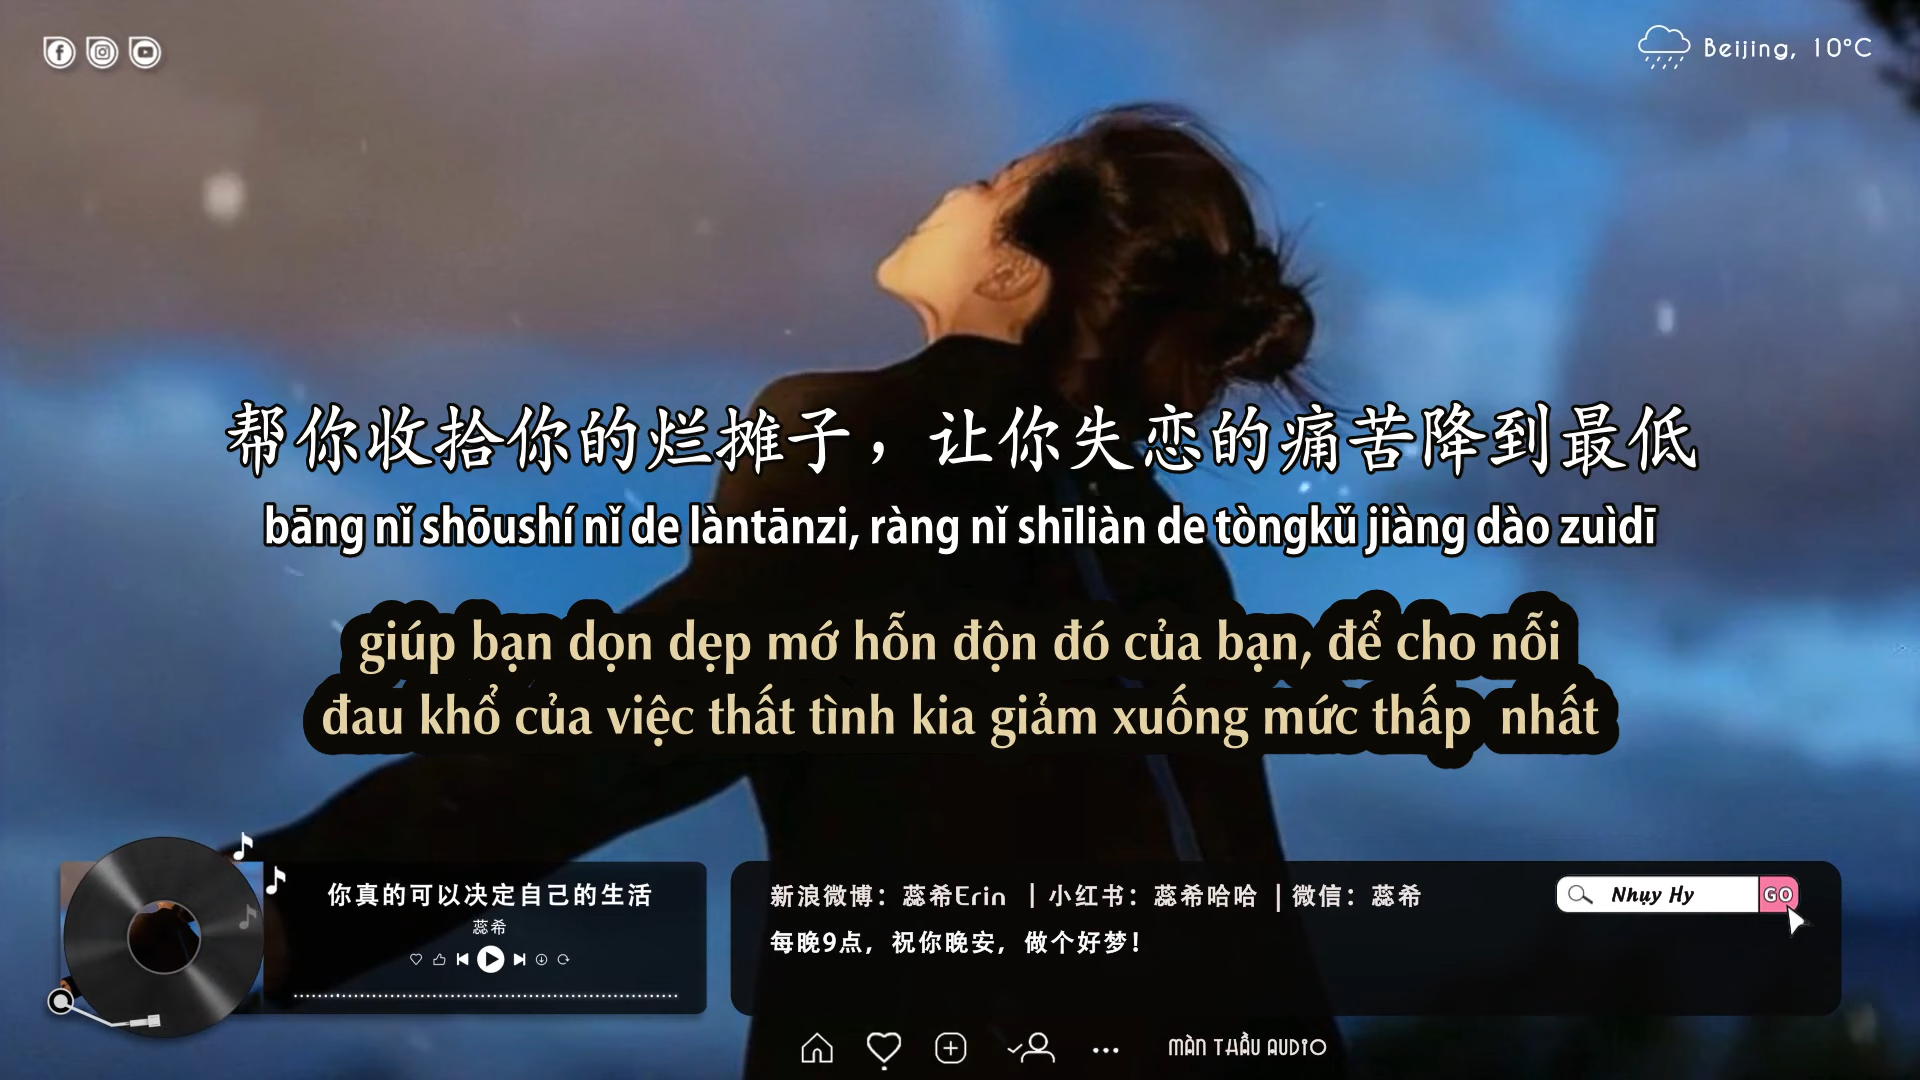 Beijing, 10°C
帮你收拾你的烂摊子，让你失恋的痛苦降到最低
bāng nǐ shōushí nǐ de làntānzi, ràng nǐ shīliàn de tòngkǔ jiàng dào zuìdī
giúp bạn dọn dẹp mớ hỗn độn đó của bạn, để cho nỗi
đau khổ của việc thất tình kia giảm xuống mức thấp nhất
你真的可以决定自己的生活
蕊希
新浪微博：蕊希Erin ｜小红书：蕊希哈哈 ｜微信：蕊希
每晚9点，祝你晚安，做个好梦！
Nhụy Hy
GO
MÀN THẦU AUDIO